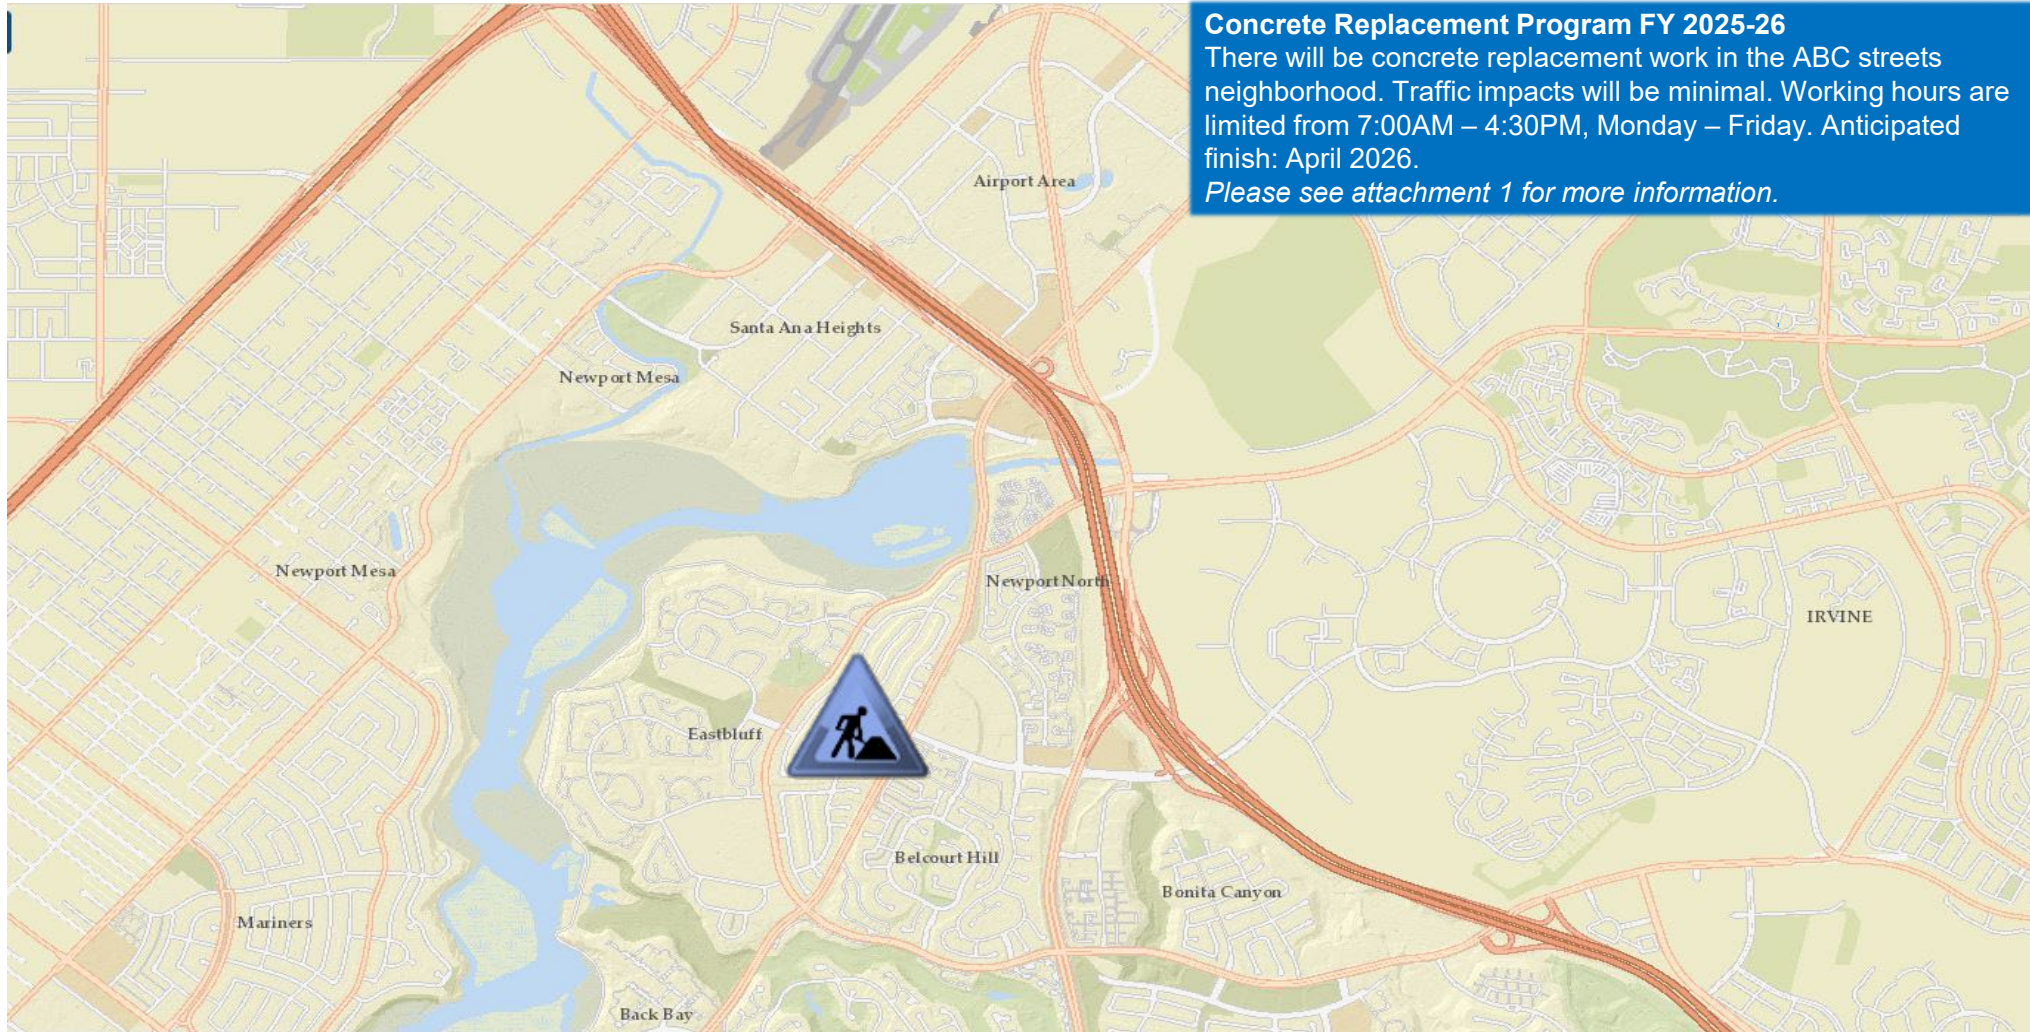 Concrete Replacement Program FY 2025-26
There will be concrete replacement work in the ABC streets
neighborhood. Traffic impacts will be minimal. Working hours are
limited from 7:00AM – 4:30PM, Monday – Friday. Anticipated
finish: April 2026.
Please see attachment 1 for more information.
Airport Area
Santa Ana Heights
Newport Mesa
Newport Mesa
Newport North
IRVINE
Eastbluff
Belcourt Hill
Bonita Canyon
Mariners
Back Bay